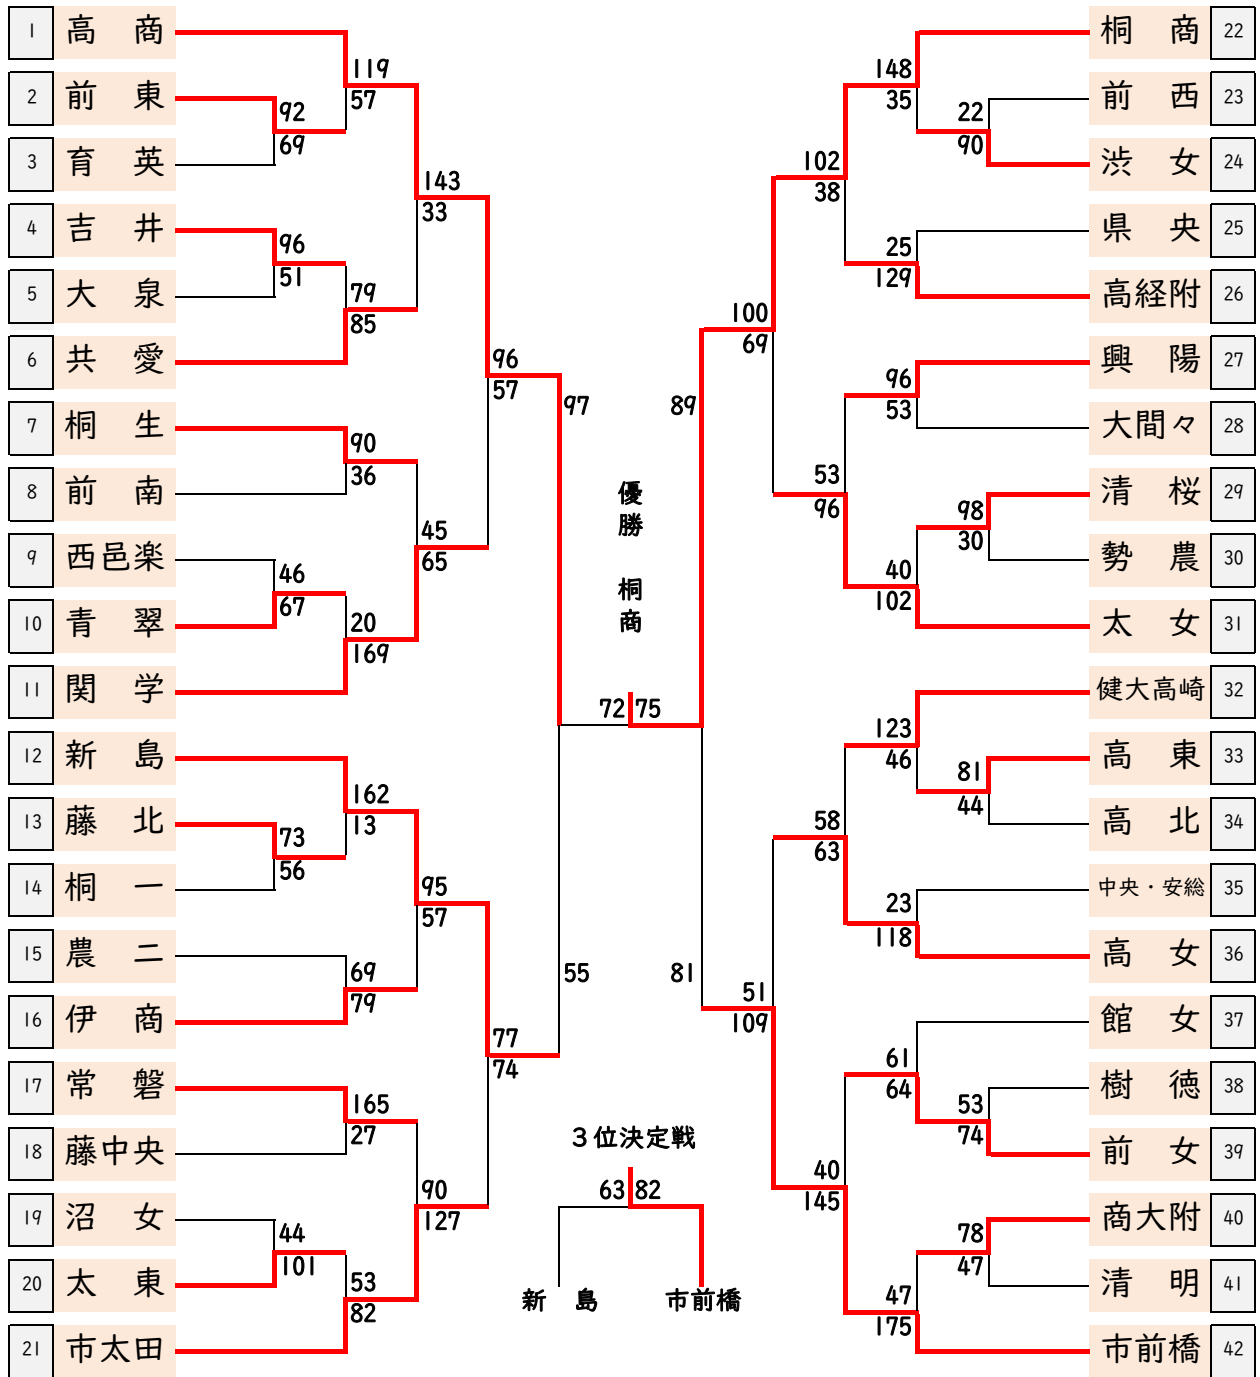 1 高 商
2 前 東
3 育 英
4 吉 井
5 大 泉
6 共 愛
7 桐 生
8 前 南
9 西邑楽
10 青 翠
11 関 学
12 新 島
13 藤 北
14 桐 一
15 農 二
16 伊 商
17 常 磐
18 藤中央
19 沼 女
20 太 東
21 市太田
92
69
96
51
46
67
73
56
44
101
119
57
79
85
90
36
20
169
162
13
69
79
165
27
53
82
143
33
45
65
95
57
90
127
96
57
77
74
97
55
優勝 桐商
72 75
3位決定戦
63 82
新 島 市前橋
89
81
100
69
51
109
102
38
53
96
58
63
40
145
148
35
25
129
96
53
40
102
123
46
23
118
61
64
47
175
22
90
98
30
81
44
53
74
78
47
桐 商 22
前 西 23
渋 女 24
県 央 25
高経附 26
興 陽 27
大間々 28
清 桜 29
勢 農 30
太 女 31
健大高崎 32
高 東 33
高 北 34
中央・安総 35
高 女 36
館 女 37
樹 徳 38
前 女 39
商大附 40
清 明 41
市前橋 42